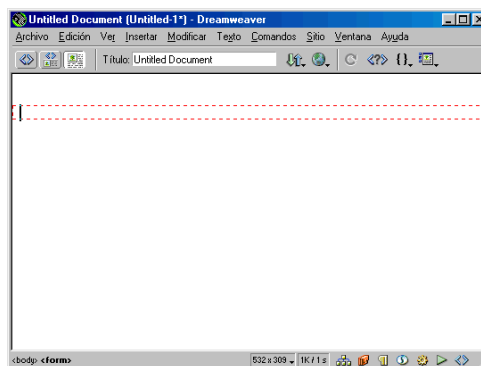 Untitled Document (Untitled-1*) - Dreamweaver
Archivo Edición Ver Insertar Modificar Texto Comandos Sitio Ventana Ayuda
Título: Untitled Document
<body> <form> 532 x 309 1K / 1 s